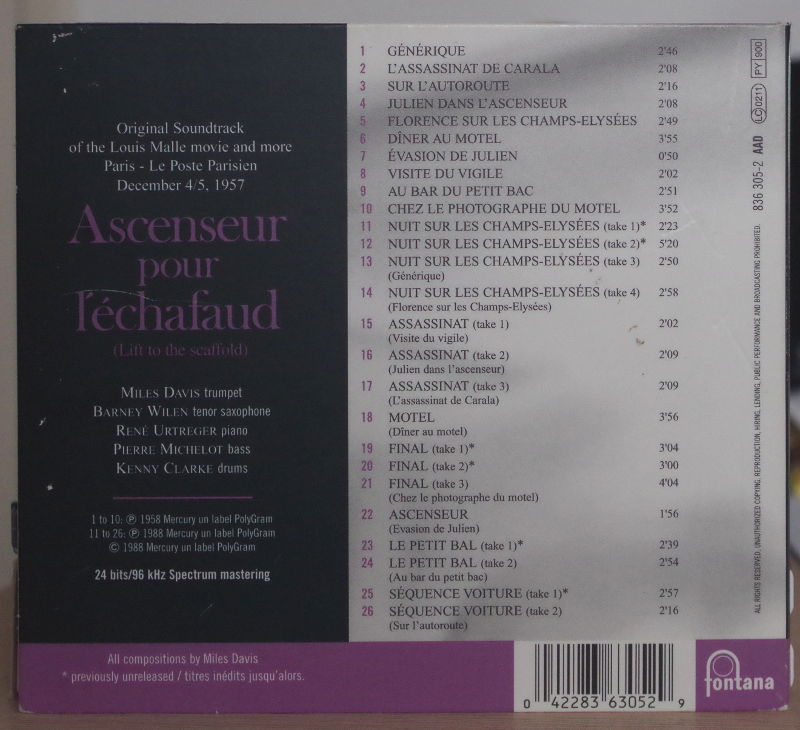 Original Soundtrack
of the Louis Malle movie and more
Paris - Le Poste Parisien
December 4/5, 1957
Ascenseur
pour
l'échafaud
(Lift to the scaffold)
MILES DAVIS trumpet
BARNEY WILEN tenor saxophone
RENÉ URTREGER piano
PIERRE MICHELOT bass
KENNY CLARKE drums
1 to 10: ℗ 1958 Mercury un label PolyGram
11 to 26: ℗ 1988 Mercury un label PolyGram
© 1988 Mercury un label PolyGram
24 bits/96 kHz Spectrum mastering
1 GÉNÉRIQUE 2'46
2 L'ASSASSINAT DE CARALA 2'08
3 SUR L'AUTOROUTE 2'16
4 JULIEN DANS L'ASCENSEUR 2'08
5 FLORENCE SUR LES CHAMPS-ELYSÉES 2'49
6 DÎNER AU MOTEL 3'55
7 ÉVASION DE JULIEN 0'50
8 VISITE DU VIGILE 2'02
9 AU BAR DU PETIT BAC 2'51
10 CHEZ LE PHOTOGRAPHE DU MOTEL 3'52
11 NUIT SUR LES CHAMPS-ELYSÉES (take 1)* 2'23
12 NUIT SUR LES CHAMPS-ELYSÉES (take 2)* 5'20
13 NUIT SUR LES CHAMPS-ELYSÉES (take 3) 2'50
(Générique)
14 NUIT SUR LES CHAMPS-ELYSÉES (take 4) 2'58
(Florence sur les Champs-Elysées)
15 ASSASSINAT (take 1) 2'02
(Visite du vigile)
16 ASSASSINAT (take 2) 2'09
(Julien dans l'ascenseur)
17 ASSASSINAT (take 3) 2'09
(L'assassinat de Carala)
18 MOTEL 3'56
(Dîner au motel)
19 FINAL (take 1)* 3'04
20 FINAL (take 2)* 3'00
21 FINAL (take 3) 4'04
(Chez le photographe du motel)
22 ASCENSEUR 1'56
(Evasion de Julien)
23 LE PETIT BAL (take 1)* 2'39
24 LE PETIT BAL (take 2) 2'54
(Au bar du petit bac)
25 SÉQUENCE VOITURE (take 1)* 2'57
26 SÉQUENCE VOITURE (take 2) 2'16
(Sur l'autoroute)
PY 900
LC 0211
836 305-2 AAD
ALL RIGHTS RESERVED. UNAUTHORIZED COPYING, REPRODUCTION, HIRING, LENDING, PUBLIC PERFORMANCE AND BROADCASTING PROHIBITED.
All compositions by Miles Davis
* previously unreleased / titres inédits jusqu'alors.
0 42283 63052 9
fontana